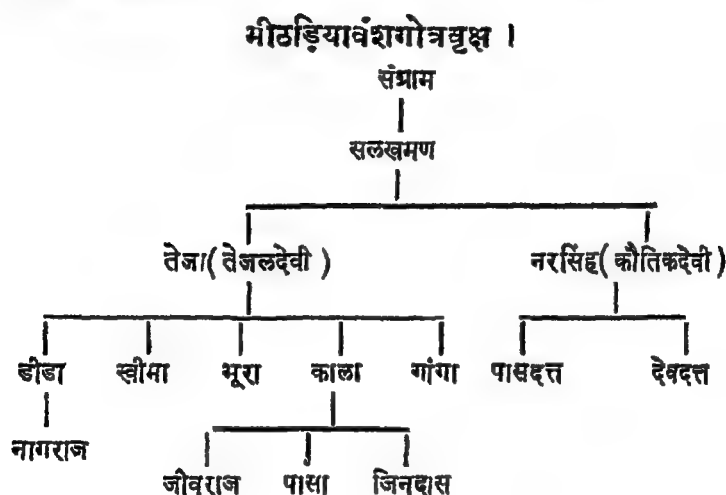 मीठड़ियावंशगोत्रवृक्ष ।
संग्राम
सलखमण
तेजा ( तेजलदेवी ) नरसिंह ( कौतिकदेवी )
डीडा खीमा भूरा काला गांगा पासदत्त देवदत्त
नागराज
जीवराज पासा जिनदास